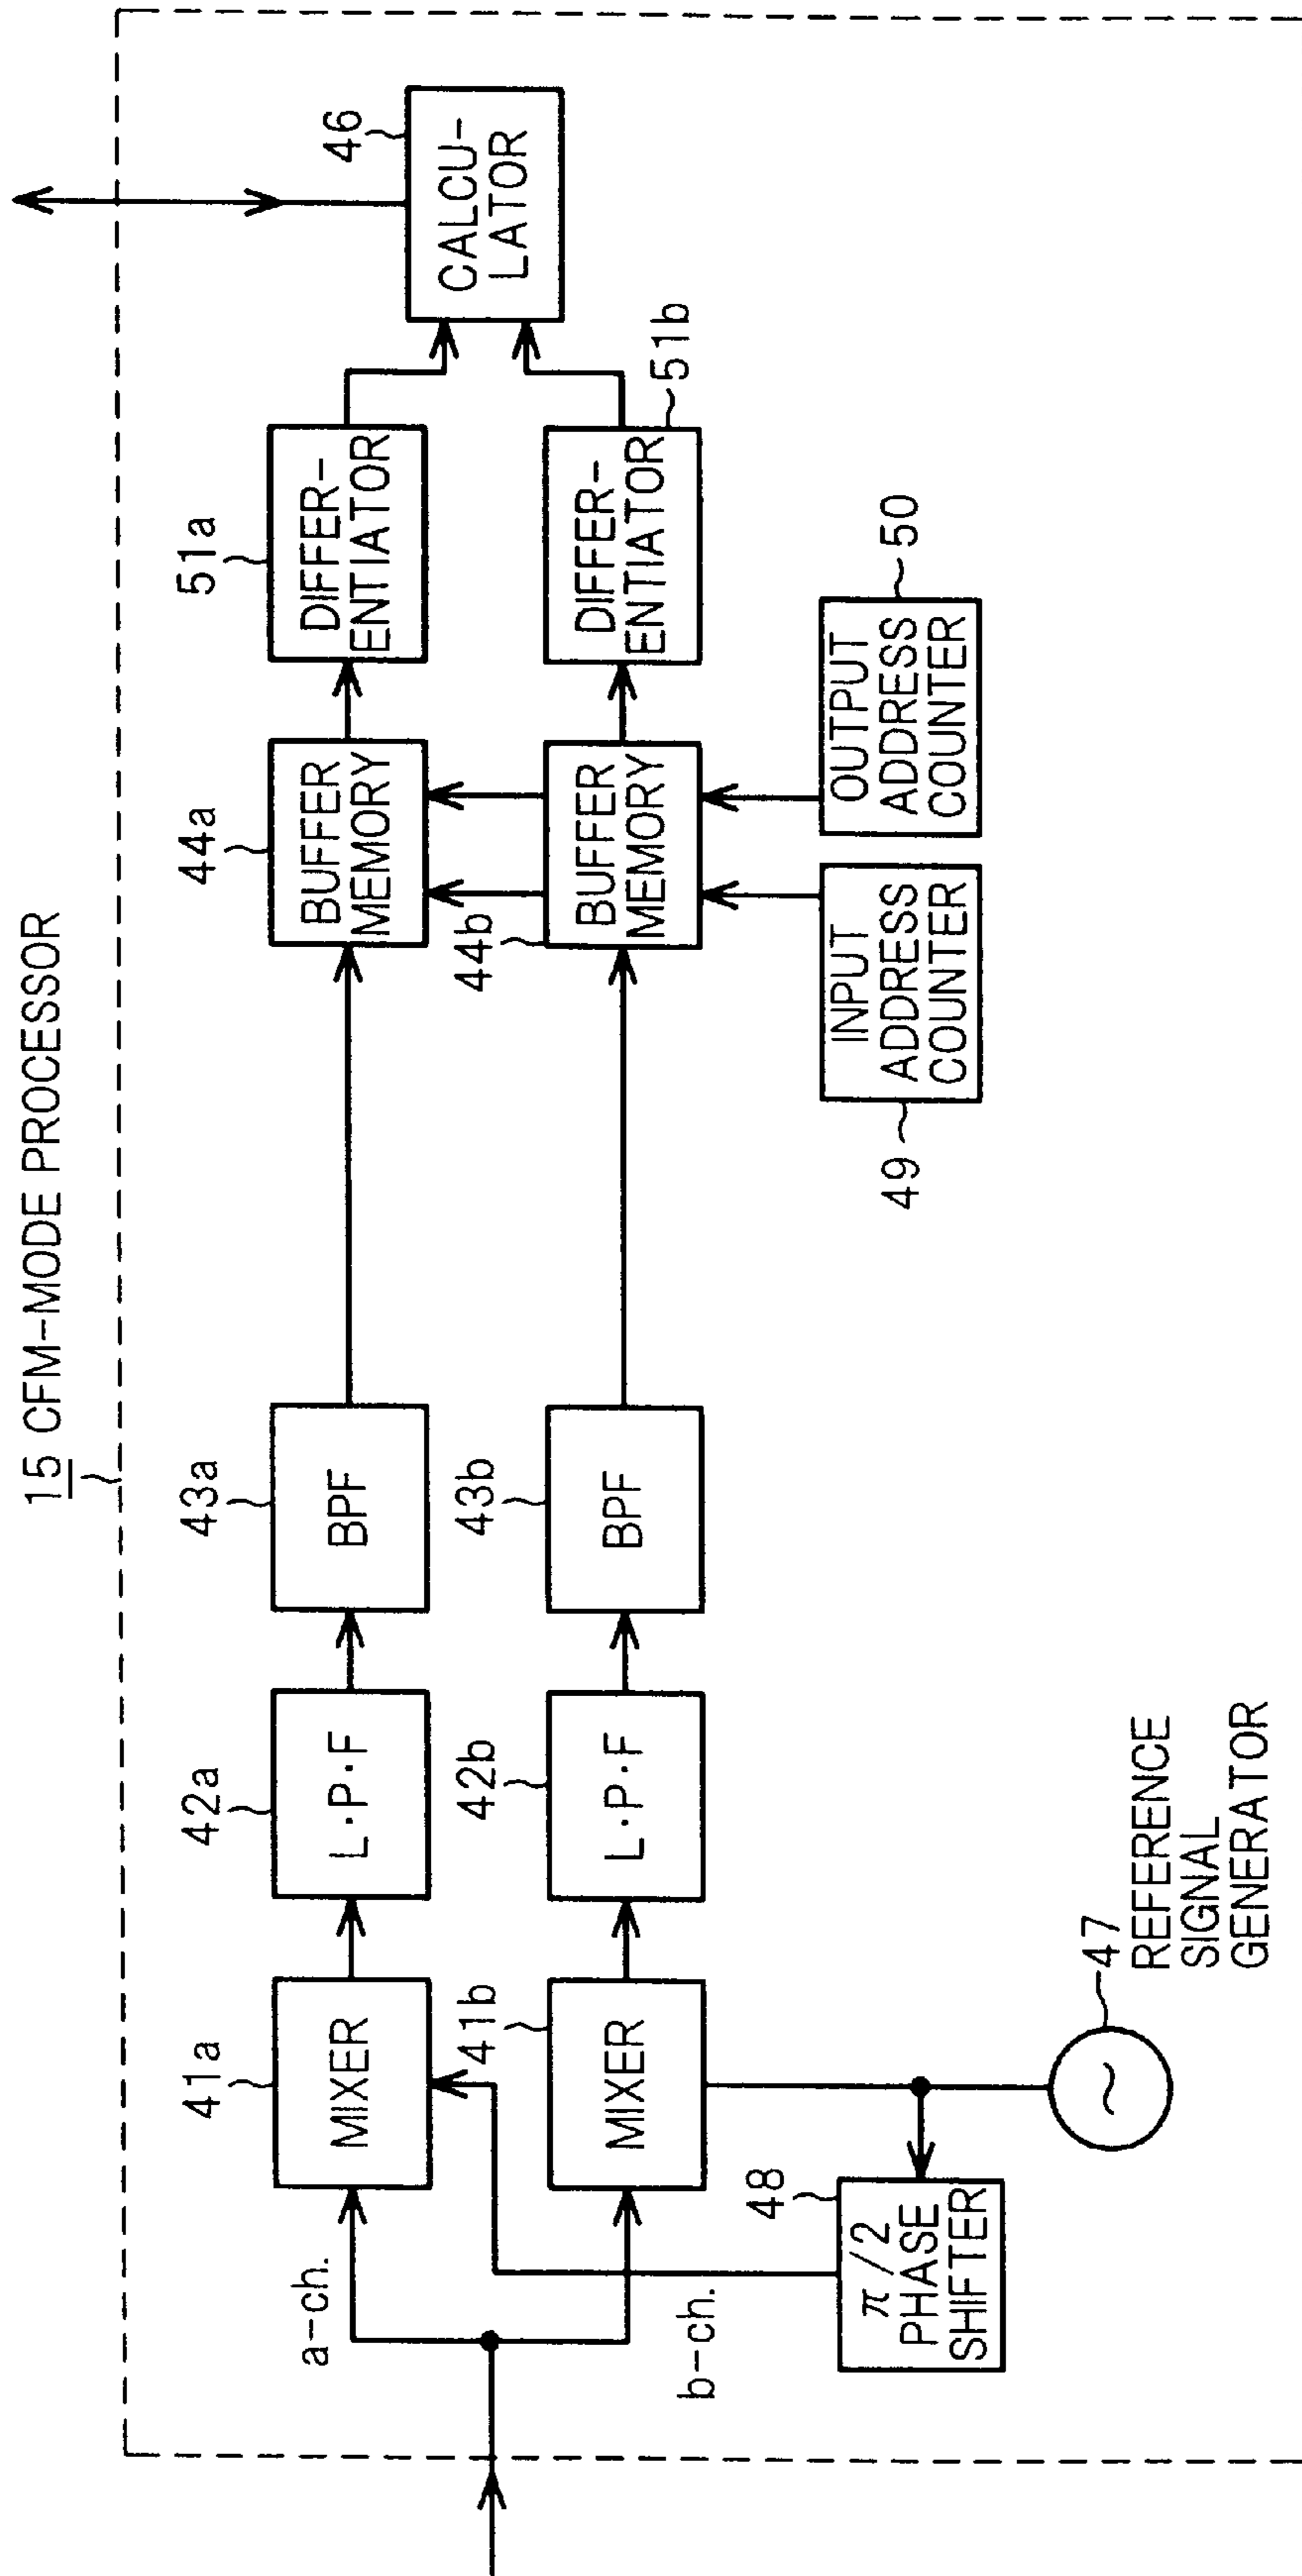 15 CFM-MODE PROCESSOR
a-ch.
b-ch.
41a
MIXER
42a
L·P·F
43a
BPF
44a
BUFFER
MEMORY
51a
DIFFER-
ENTIATOR
46
CALCU-
LATOR
41b
MIXER
42b
L·P·F
43b
BPF
44b
BUFFER
MEMORY
DIFFER-
ENTIATOR
51b
48
π/2
PHASE
SHIFTER
~
47
REFERENCE
SIGNAL
GENERATOR
49
INPUT
ADDRESS
COUNTER
OUTPUT
ADDRESS
COUNTER
50